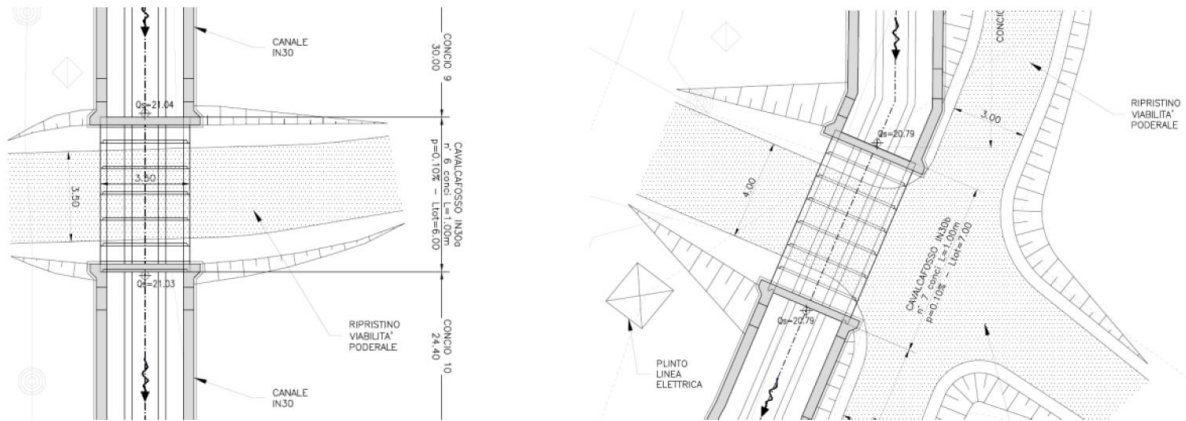 CANALE
IN30
CONCIO 9
30.00
Qs=21.04
3.50
3.50
CAVALCAFOSSO IN30a
n° 6 conci L=1.00m
p=0.10% - Ltot=6.00
Qs=21.03
RIPRISTINO
VIABILITA'
PODERALE
CONCIO 10
24.40
CANALE
IN30
CONCIO
RIPRISTINO
VIABILITA'
PODERALE
3.00
Qs=20.79
4.00
CAVALCAFOSSO IN30b
n° 7 conci L=1.00m
p=0.10% - Ltot=7.00
Qs=20.79
PLINTO
LINEA
ELETTRICA